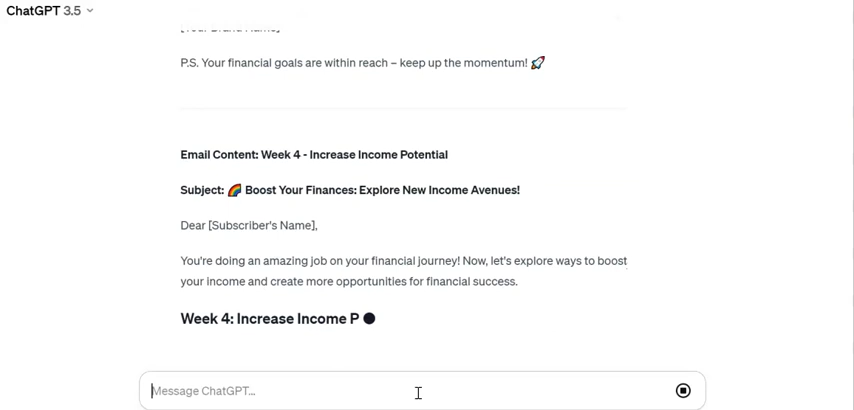 ChatGPT 3.5
[Your Brand Name]
P.S. Your financial goals are within reach – keep up the momentum! 🚀
Email Content: Week 4 - Increase Income Potential
Subject: 🌈 Boost Your Finances: Explore New Income Avenues!
Dear [Subscriber's Name],
You're doing an amazing job on your financial journey! Now, let's explore ways to boost
your income and create more opportunities for financial success.
Week 4: Increase Income P
Message ChatGPT...